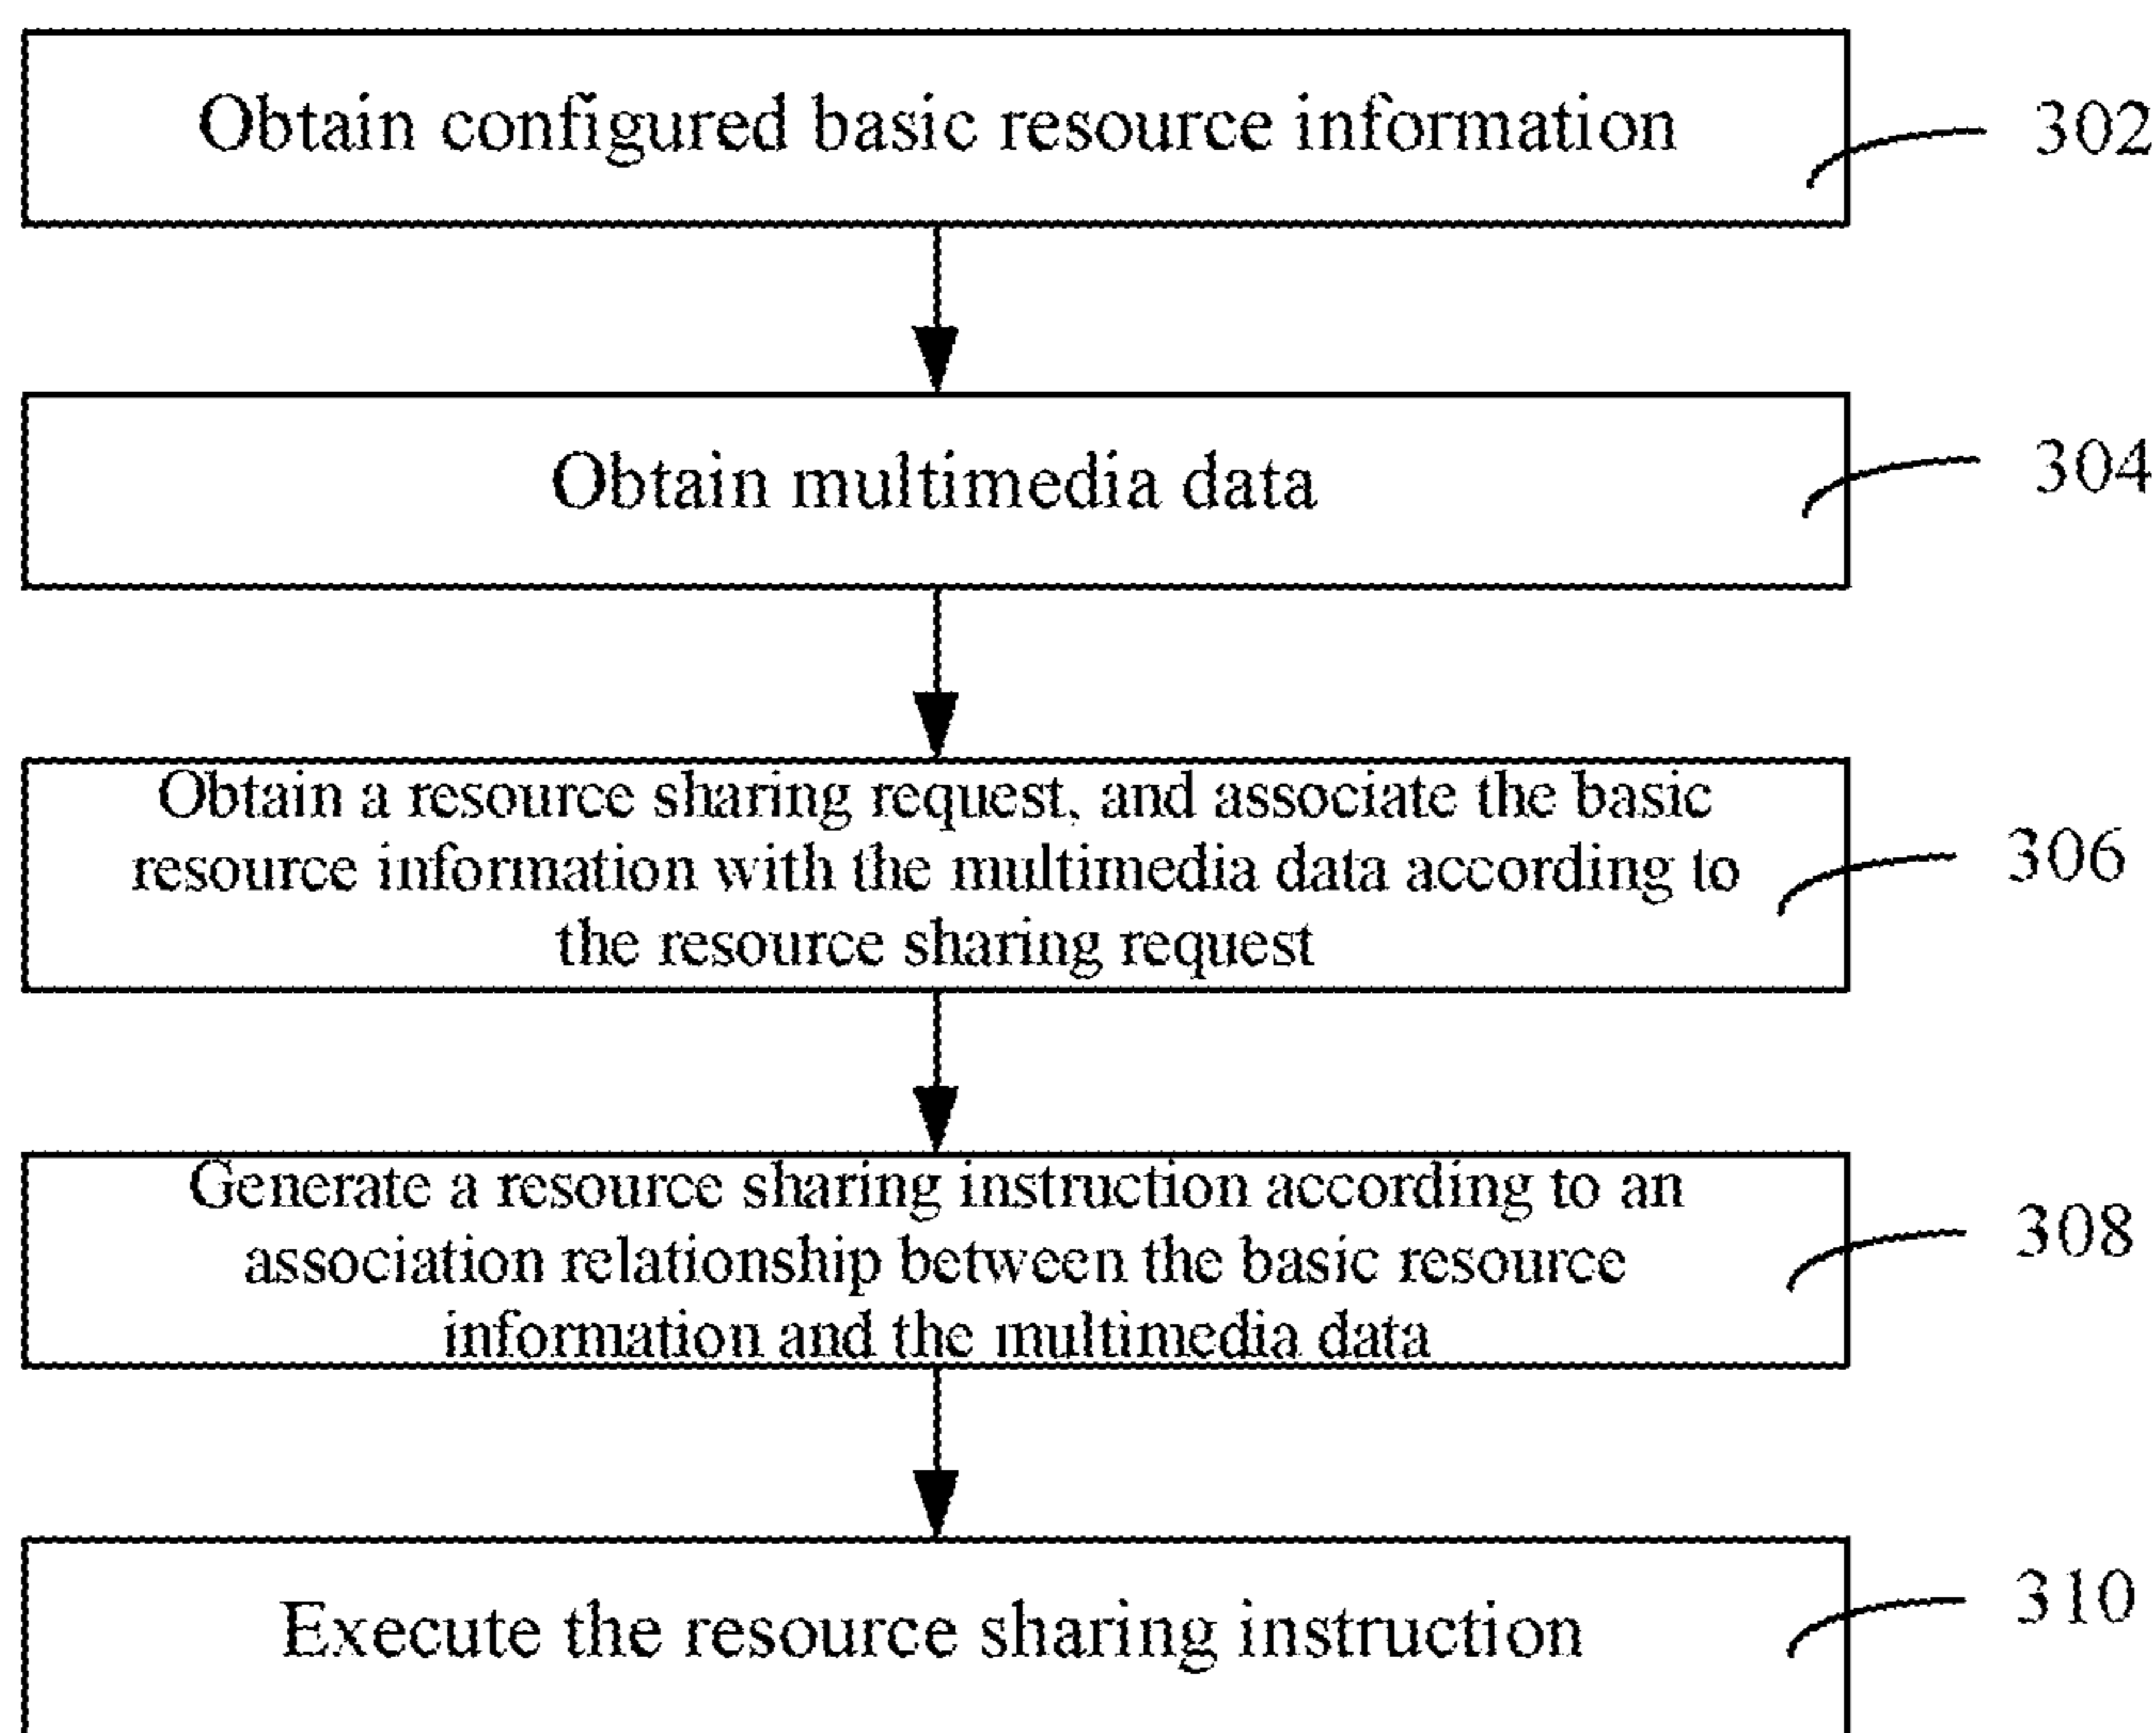 Obtain configured basic resource information
302
Obtain multimedia data
304
Obtain a resource sharing request, and associate the basic
resource information with the multimedia data according to
the resource sharing request
306
Generate a resource sharing instruction according to an
association relationship between the basic resource
information and the multimedia data
308
Execute the resource sharing instruction
310